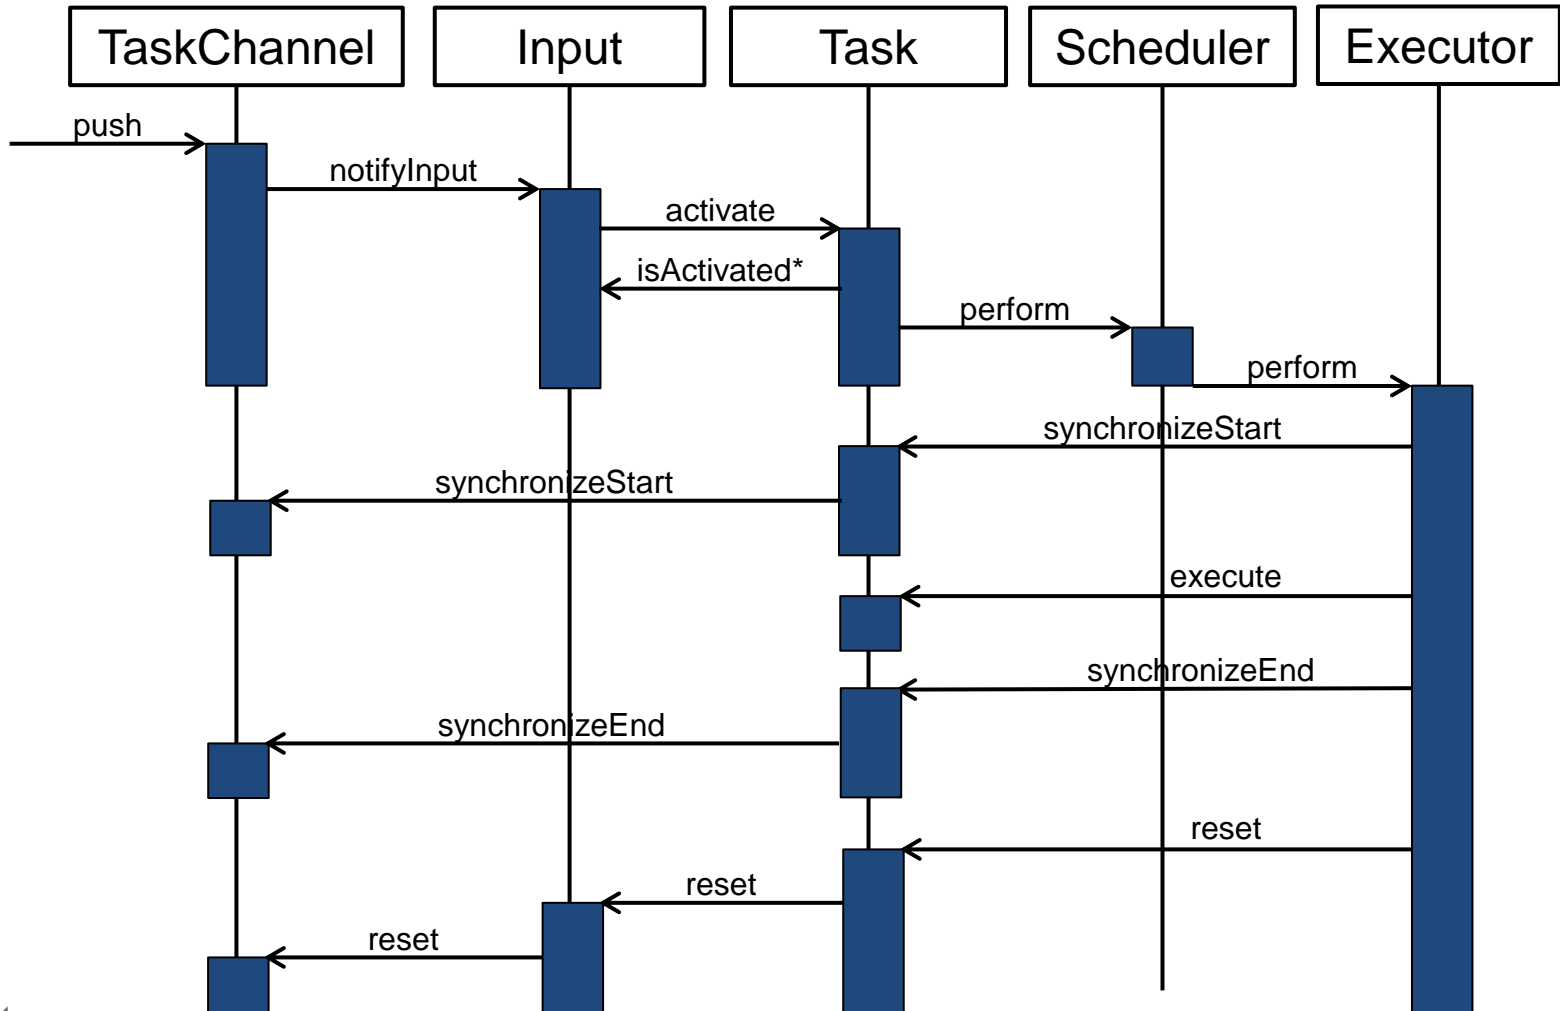 TaskChannel
Input
Task
Scheduler
Executor
push
notifyInput
activate
isActivated*
perform
perform
synchronizeStart
synchronizeStart
execute
synchronizeEnd
synchronizeEnd
reset
reset
reset